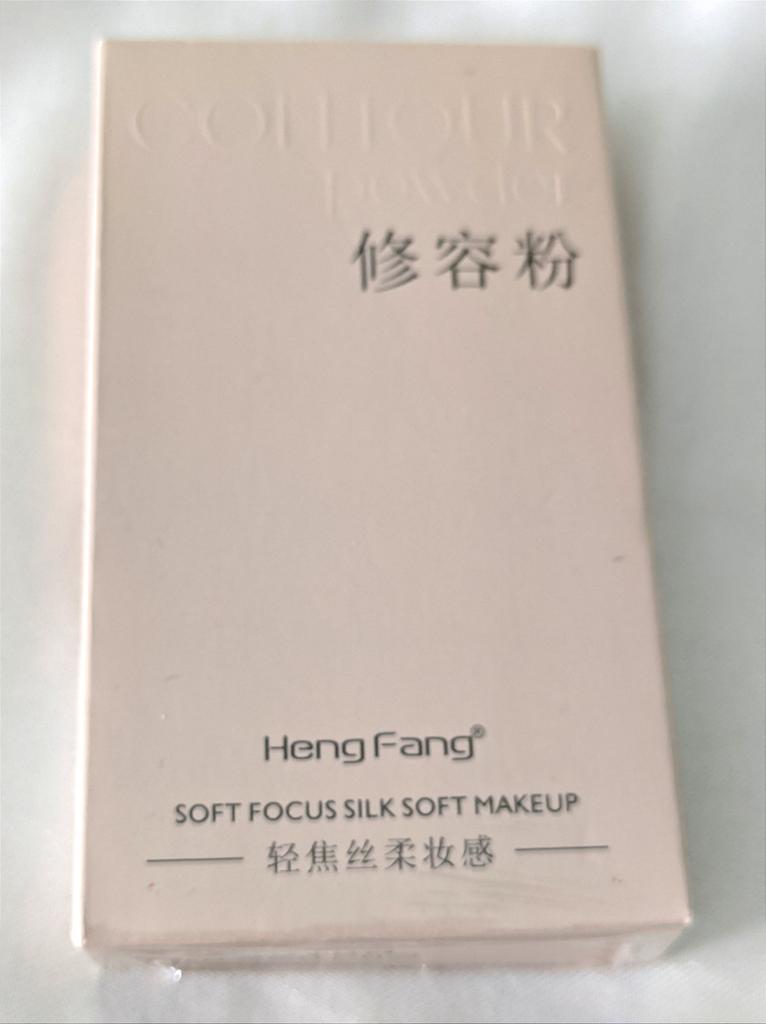 CONTOUR
powder
修容粉
Heng Fang®
SOFT FOCUS SILK SOFT MAKEUP
轻焦丝柔妆感